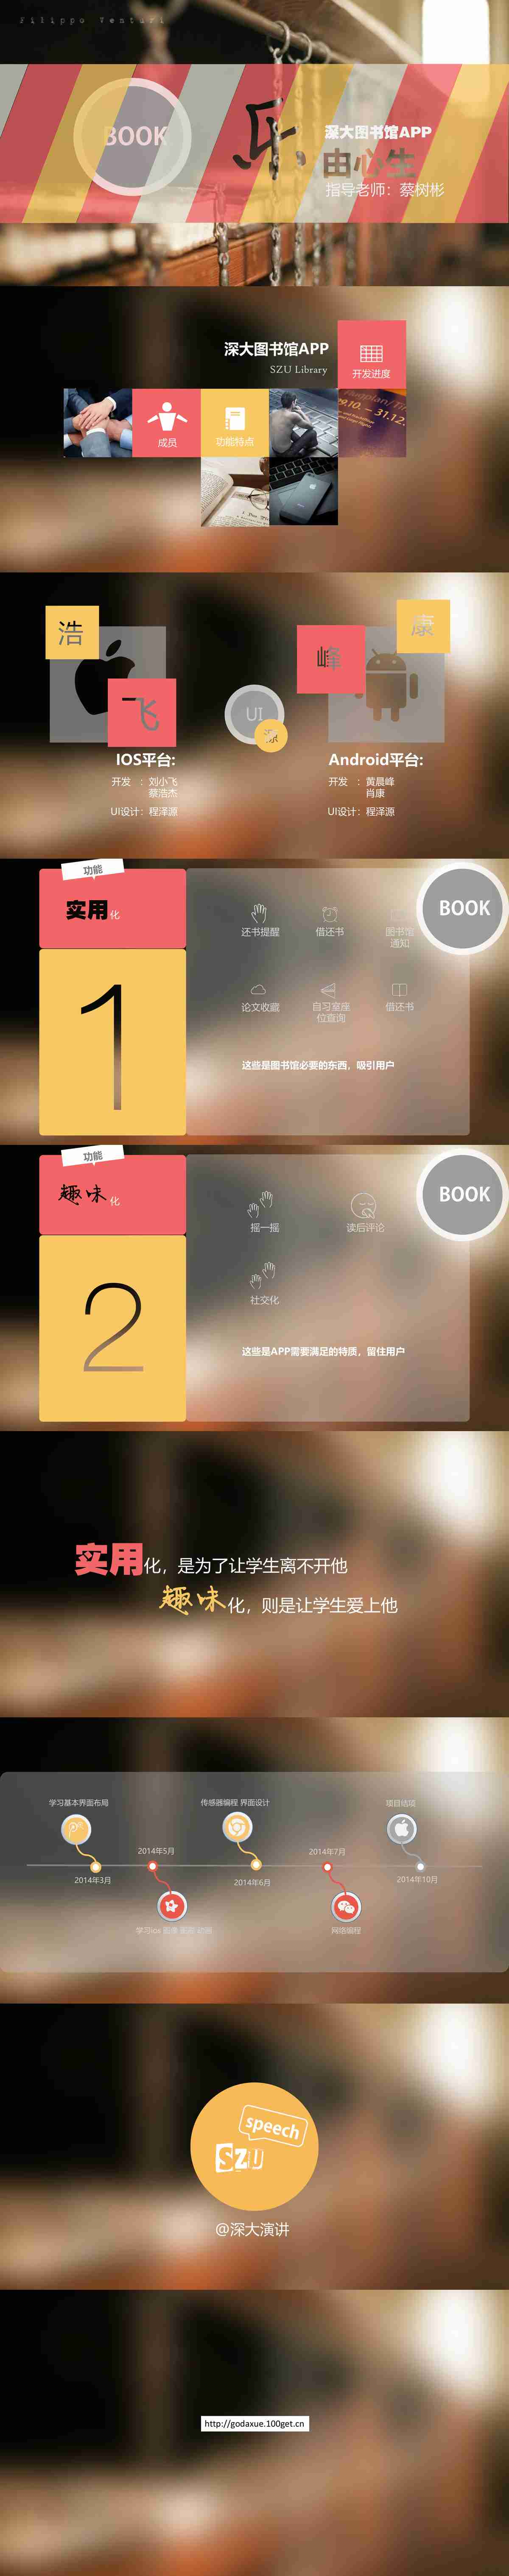 Filippo Venturi
BOOK
乐
深大图书馆APP
由心生
指导老师：蔡树彬
深大图书馆APP
SZU Library
开发进度
成员
功能特点
910. – 31.12.
浩
飞
UI
源
峰
康
IOS平台:
开发 ：刘小飞
蔡浩杰
UI设计：程泽源
Android平台:
开发 ：黄晨峰
肖康
UI设计：程泽源
功能
实用化
1
BOOK
还书提醒
借还书
图书馆
通知
论文收藏
自习室座
位查询
借还书
这些是图书馆必要的东西，吸引用户
功能
趣味化
2
BOOK
摇一摇
读后评论
社交化
这些是APP需要满足的特质，留住用户
实用化，是为了让学生离不开他
趣味化，则是让学生爱上他
学习基本界面布局
传感器编程 界面设计
项目结项
2014年5月
2014年7月
2014年3月
2014年6月
2014年10月
学习ios
网络编程
speech
SZU
@深大演讲
http://godaxue.100get.cn